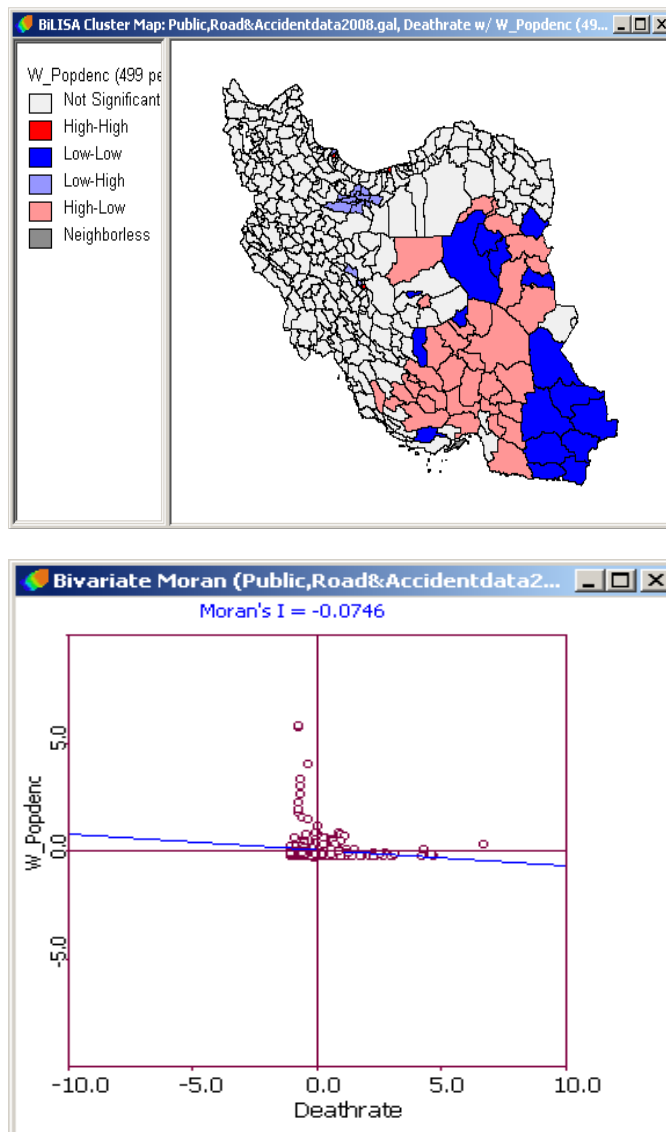 BiLISA Cluster Map: Public,Road&Accidentdata2008.gal, Deathrate w/ W_Popdenc (49...
W_Popdenc (499 pe
Not Significant
High-High
Low-Low
Low-High
High-Low
Neighborless
Bivariate Moran (Public,Road&Accidentdata2...
Moran's I = -0.0746
5.0
0.0
-5.0
W_Popdenc
-10.0 -5.0 0.0 5.0 10.0
Deathrate